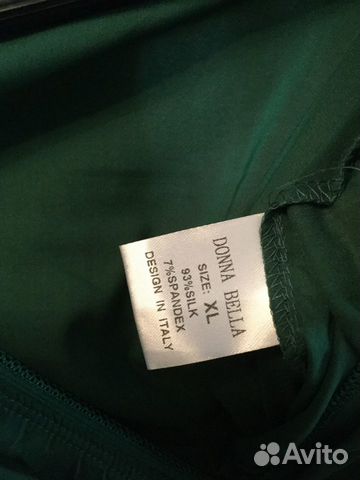 DONNA BELLA
SIZE: XL
93%SILK
7%SPANDEX
DESIGN IN ITALY
Avito